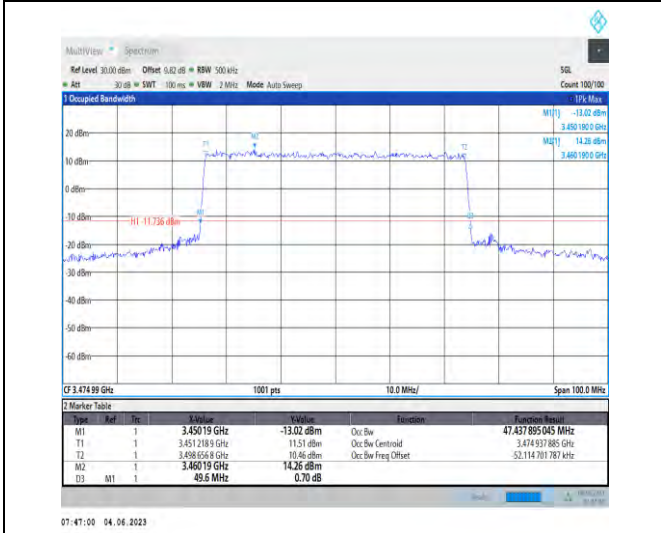 MultiView Spectrum
Ref Level 30.00 dBm Offset 9.82 dB RBW 500 kHz SGL
Att 30 dB SWT 100 ms VBW 2 MHz Mode Auto Sweep Count 100/100
1 Occupied Bandwidth 1Pk Max
M1[1] -13.02 dBm
3.450 190 0 GHz
M2[1] 14.26 dBm
3.460 190 0 GHz
20 dBm
T1 M2 T2
10 dBm
0 dBm
-10 dBm
H1 -11.736 dBm
M1 D3
-20 dBm
-30 dBm
-40 dBm
-50 dBm
-60 dBm
CF 3.474 99 GHz 1001 pts 10.0 MHz/ Span 100.0 MHz
2 Marker Table
Type Ref Trc X-Value Y-Value Function Function Result
M1 1 3.45019 GHz -13.02 dBm Occ Bw 47.437 895 045 MHz
T1 1 3.451 218 9 GHz 11.51 dBm Occ Bw Centroid 3.474 937 885 GHz
T2 1 3.498 656 8 GHz 10.46 dBm Occ Bw Freq Offset -52.114 701 787 kHz
M2 1 3.46019 GHz 14.26 dBm
D3 M1 1 49.6 MHz 0.70 dB
07:47:00 04.06.2023